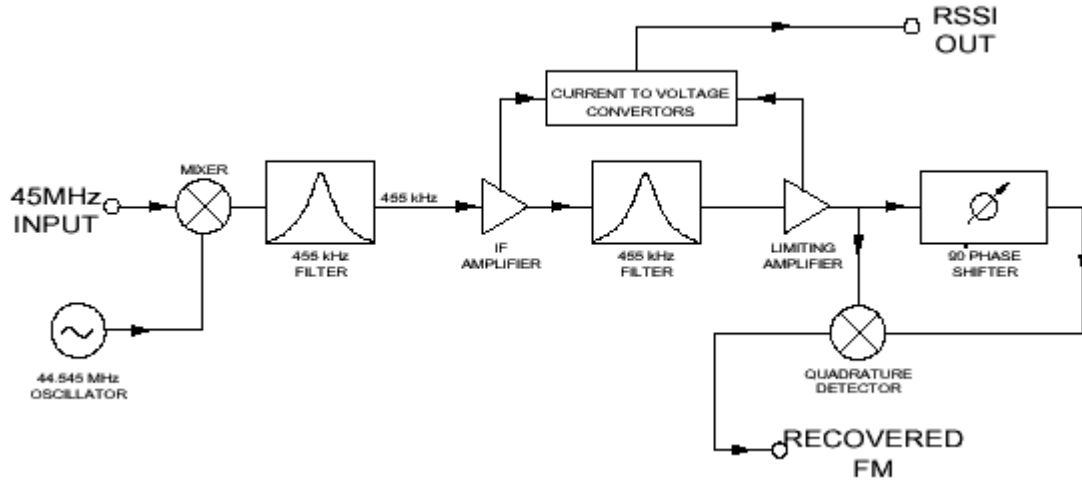 RSSI
OUT
CURRENT TO VOLTAGE
CONVERTORS
MIXER
45MHz
INPUT
455 kHz
455 kHz
FILTER
IF
AMPLIFIER
455 kHz
FILTER
LIMITING
AMPLIFIER
90 PHASE
SHIFTER
44.545 MHz
OSCILLATOR
QUADRATURE
DETECTOR
RECOVERED
FM